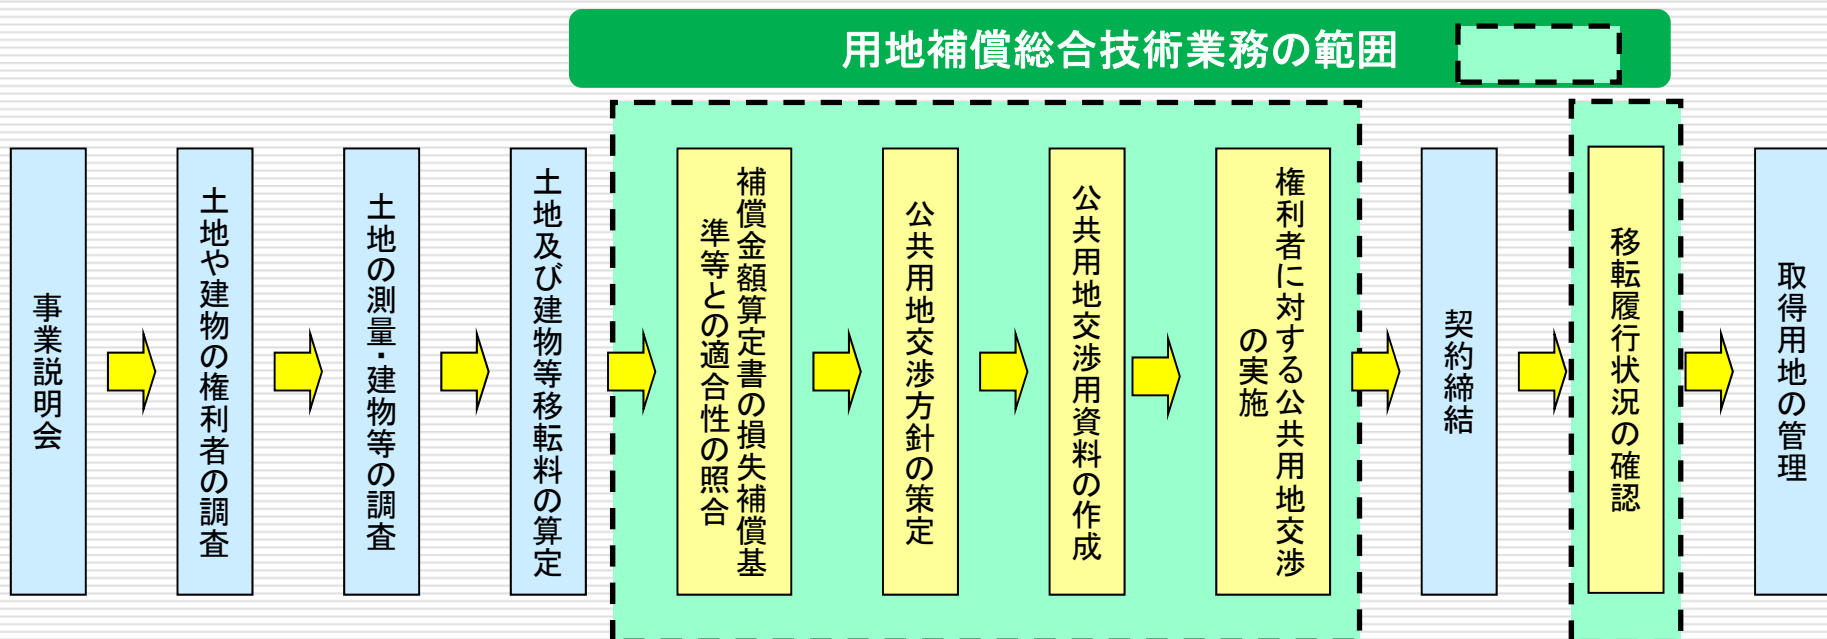 用地補償総合技術業務の範囲
事業説明会
土地や建物の権利者の調査
土地の測量・建物等の調査
土地及び建物等移転料の算定
補償金額算定書の損失補償基
準等との適合性の照合
公共用地交渉方針の策定
公共用地交渉用資料の作成
権利者に対する公共用地交渉
の実施
契約締結
移転履行状況の確認
取得用地の管理